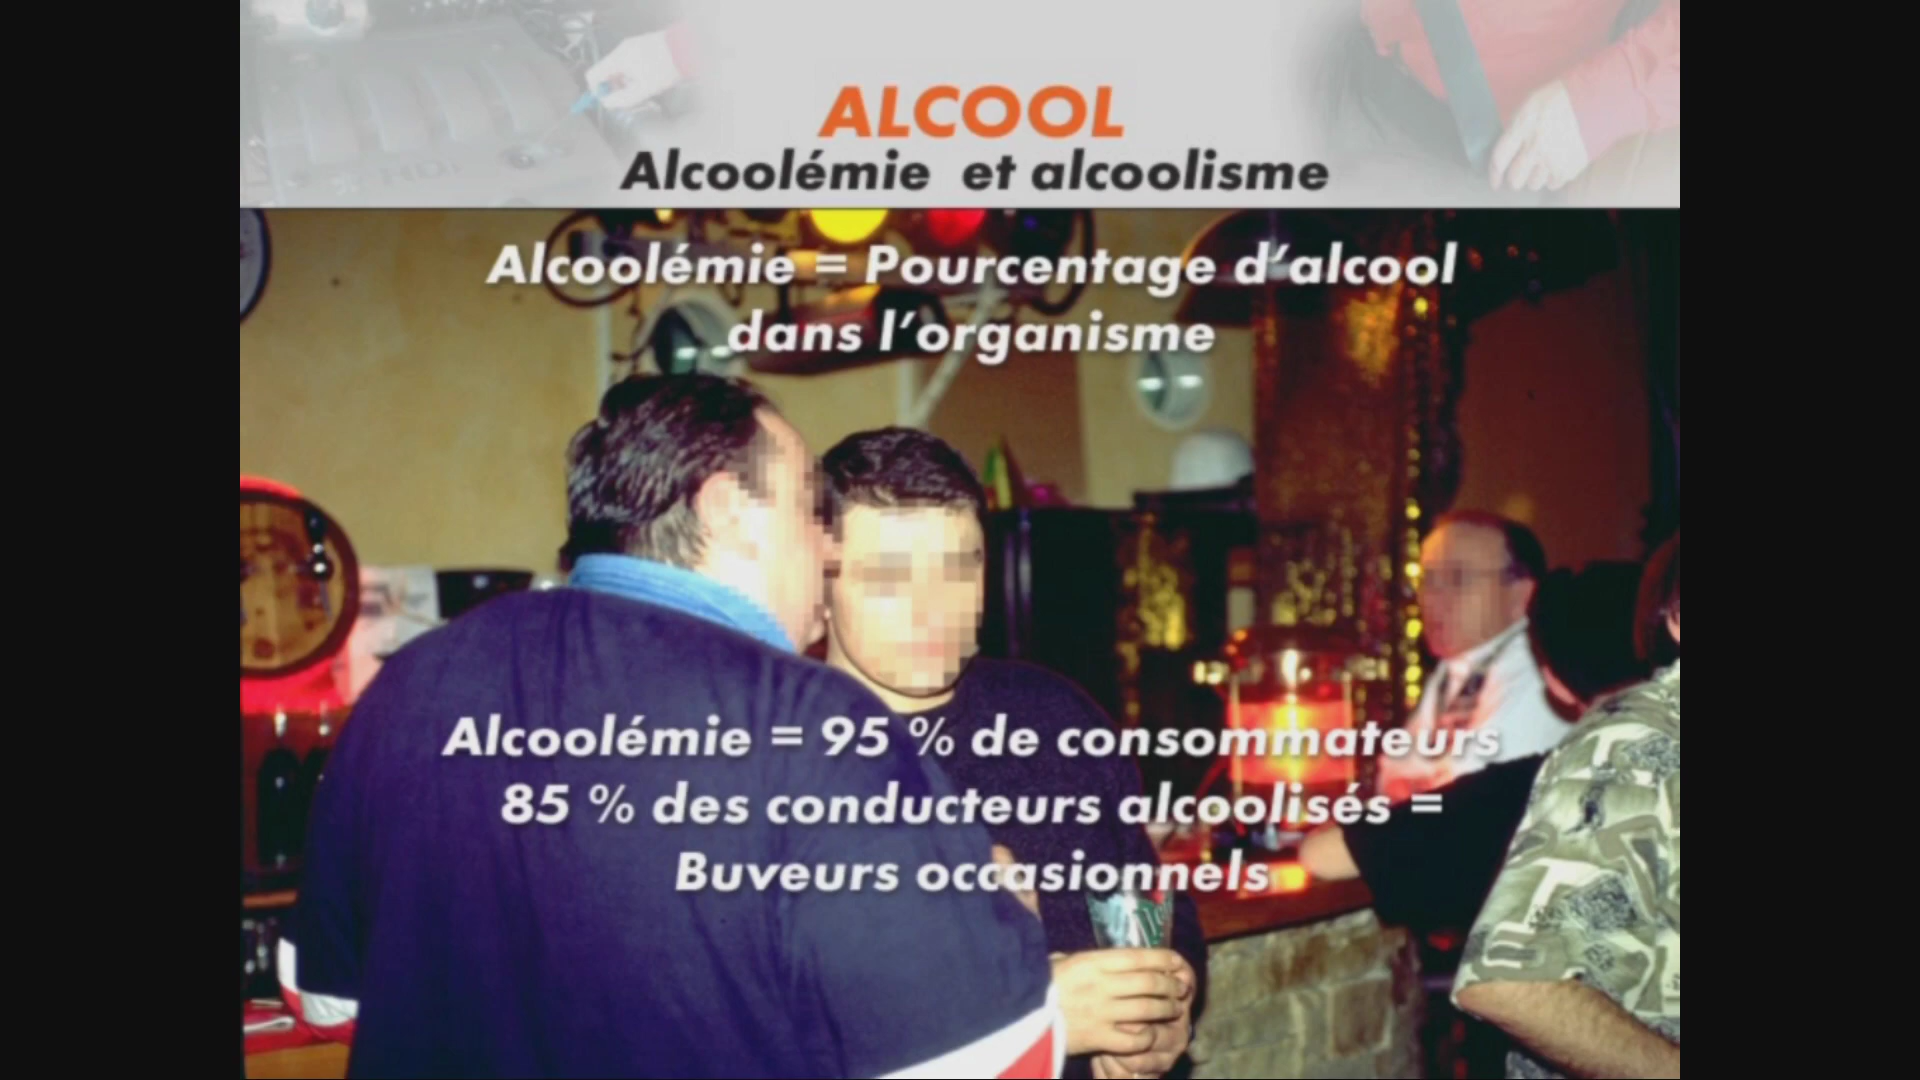 ALCOOL
Alcoolémie et alcoolisme
HDI
Alcoolémie = Pourcentage d’alcool
dans l’organisme
Alcoolémie = 95 % de consommateurs
85 % des conducteurs alcoolisés =
Buveurs occasionnels